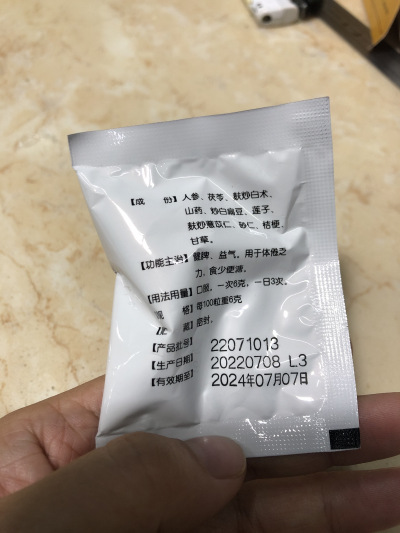 【成 份】人参、茯苓、麸炒白术、
山药、炒白扁豆、莲子、
麸炒薏苡仁、砂仁、桔梗、
甘草。
【功能主治】健脾、益气。用于体倦乏
力，食少便溏。
【用法用量】口服。一次6克，一日3次。
格】每100粒重6克
藏】密封。
【产品批号】 22071013
【生产日期】 20220708 L3
【有效期至】 2024年07月07日